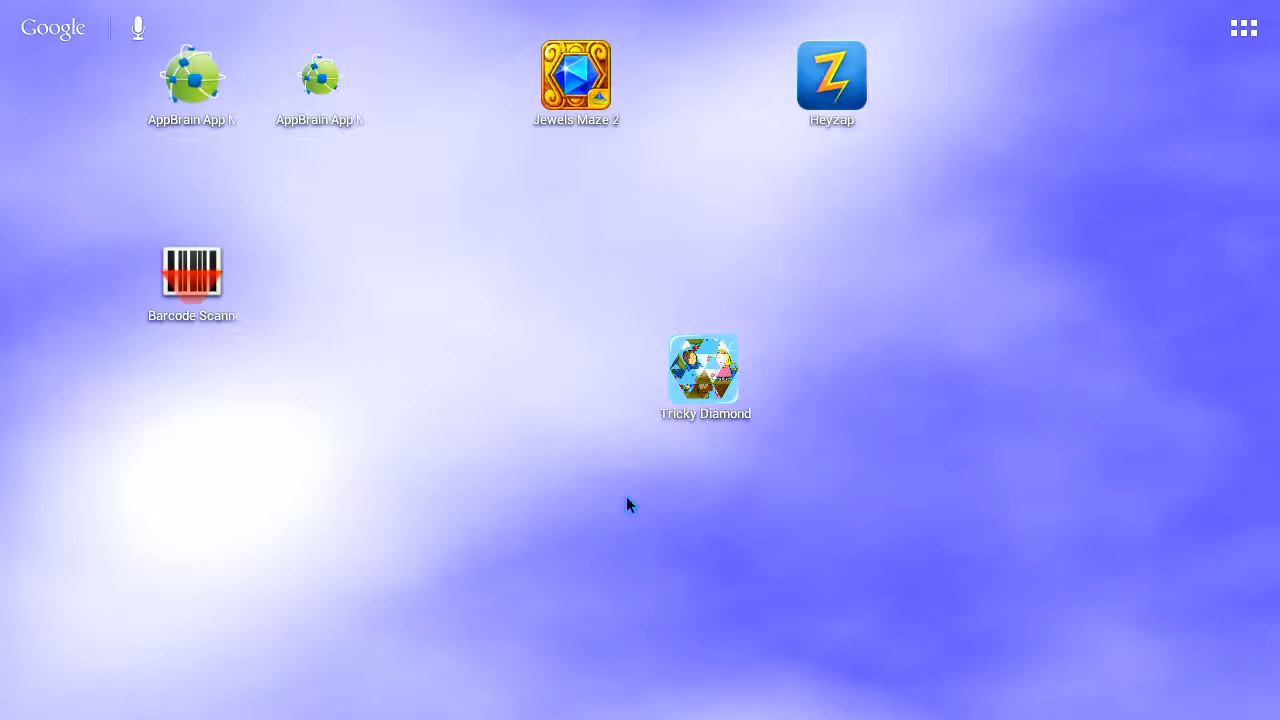 Google
AppBrain App M
AppBrain App M
Jewels Maze 2
Heyzap
Barcode Scann
Tricky Diamond